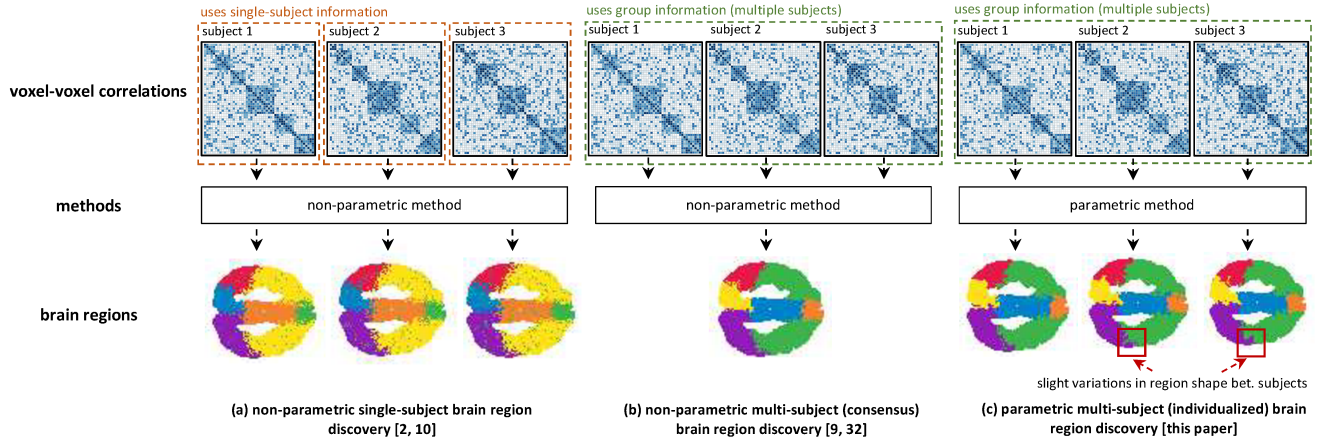 uses single-subject information
uses group information (multiple subjects)
uses group information (multiple subjects)
subject 1
subject 2
subject 3
subject 1
subject 2
subject 3
subject 1
subject 2
subject 3
voxel-voxel correlations
methods
non-parametric method
non-parametric method
parametric method
brain regions
slight variations in region shape bet. subjects
(a) non-parametric single-subject brain region
discovery [2, 10]
(b) non-parametric multi-subject (consensus)
brain region discovery [9, 32]
(c) parametric multi-subject (individualized) brain
region discovery [this paper]